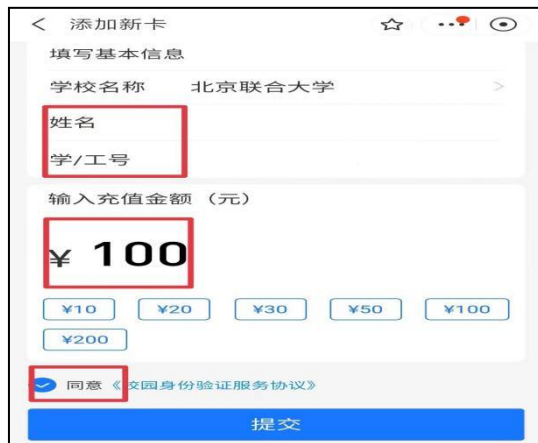 添加新卡
填写基本信息
学校名称 北京联合大学
姓名
学/工号
输入充值金额（元）
¥ 100
¥10 ¥20 ¥30 ¥50 ¥100
¥200
同意《校园身份验证服务协议》
提交